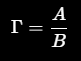 Γ = A/B